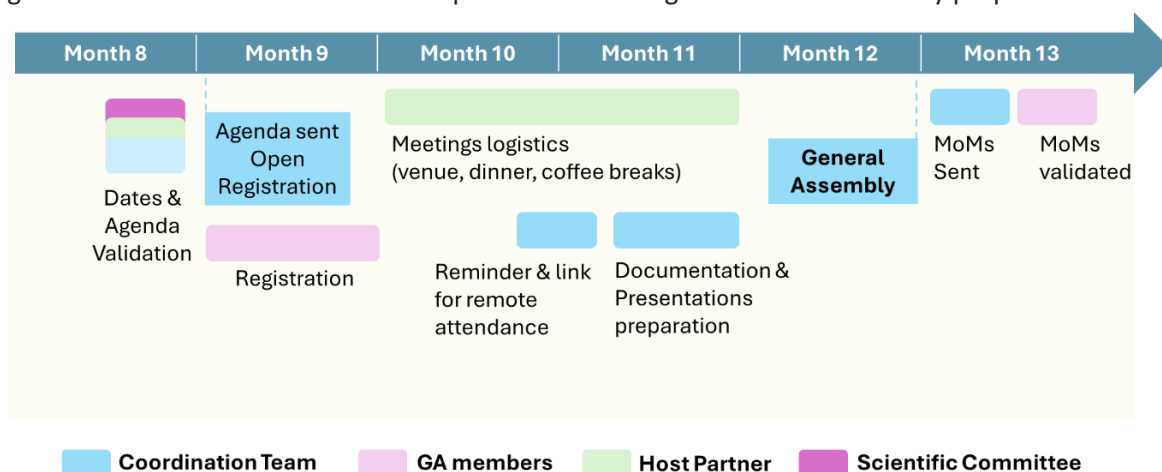 Month 8 Month 9 Month 10 Month 11 Month 12 Month 13
Agenda sent
Open
Registration
Dates &
Agenda
Validation
Registration
Meetings logistics
(venue, dinner, coffee breaks)
Reminder & link
for remote
attendance
Documentation &
Presentations
preparation
General
Assembly
MoMs
Sent
MoMs
validated
Coordination Team GA members Host Partner Scientific Committee